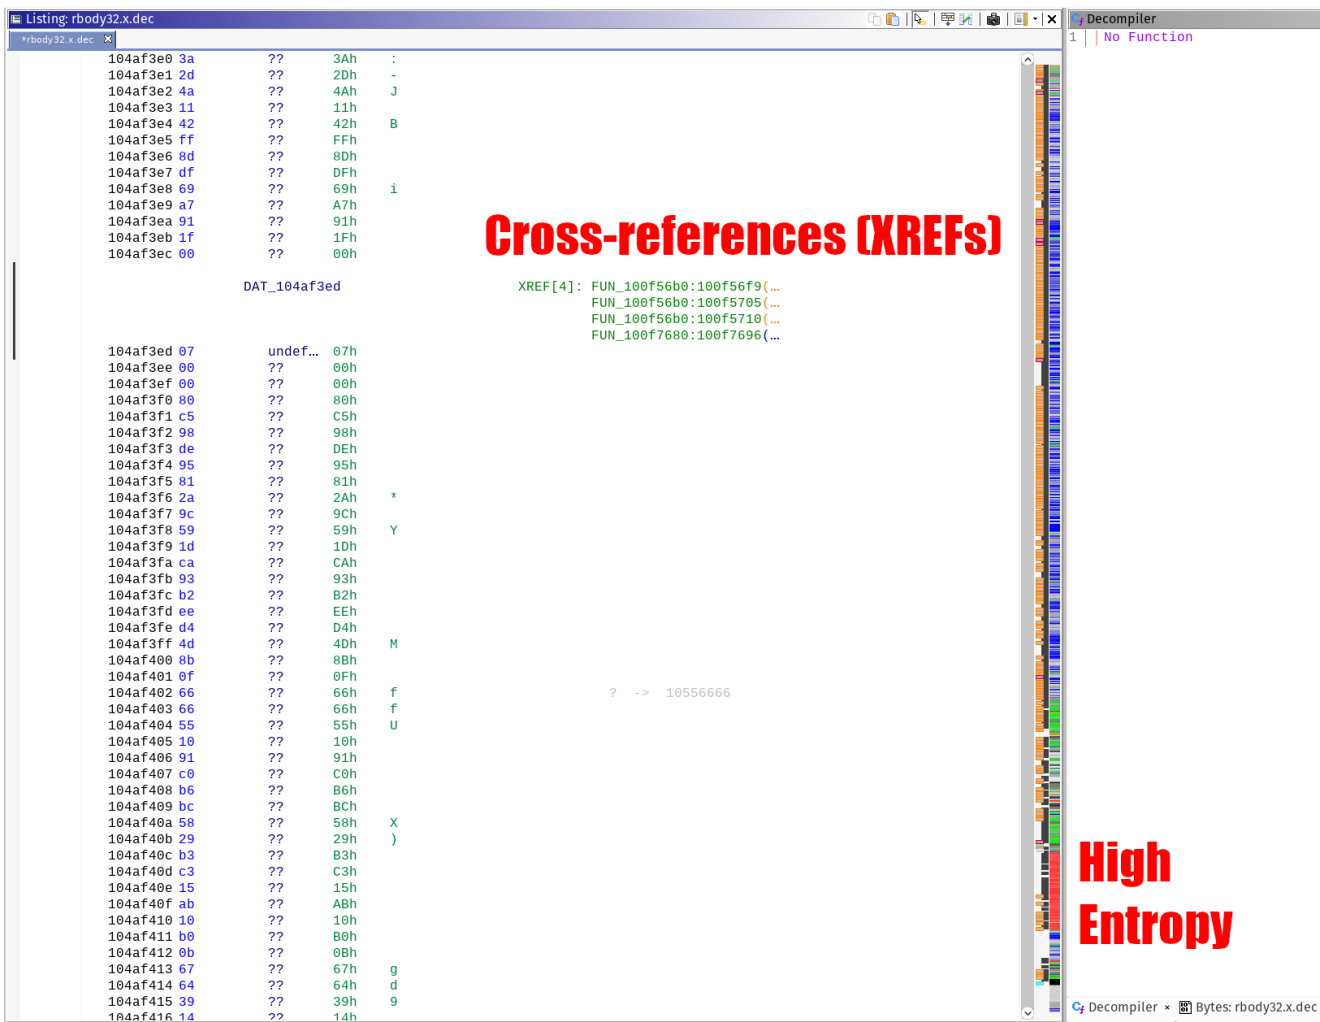 Listing: rbody32.x.dec
*rbody32.x.dec
104af3e0 3a ?? 3Ah :
104af3e1 2d ?? 2Dh -
104af3e2 4a ?? 4Ah J
104af3e3 11 ?? 11h
104af3e4 42 ?? 42h B
104af3e5 ff ?? FFh
104af3e6 8d ?? 8Dh
104af3e7 df ?? DFh
104af3e8 69 ?? 69h i
104af3e9 a7 ?? A7h
104af3ea 91 ?? 91h
104af3eb 1f ?? 1Fh
104af3ec 00 ?? 00h
Cross-references (XREFs)
DAT_104af3ed XREF[4]: FUN_100f56b0:100f56f9(…
FUN_100f56b0:100f5705(…
FUN_100f56b0:100f5710(…
FUN_100f7680:100f7696(…
104af3ed 07 undef… 07h
104af3ee 00 ?? 00h
104af3ef 00 ?? 00h
104af3f0 80 ?? 80h
104af3f1 c5 ?? C5h
104af3f2 98 ?? 98h
104af3f3 de ?? DEh
104af3f4 95 ?? 95h
104af3f5 81 ?? 81h
104af3f6 2a ?? 2Ah *
104af3f7 9c ?? 9Ch
104af3f8 59 ?? 59h Y
104af3f9 1d ?? 1Dh
104af3fa ca ?? CAh
104af3fb 93 ?? 93h
104af3fc b2 ?? B2h
104af3fd ee ?? EEh
104af3fe d4 ?? D4h
104af3ff 4d ?? 4Dh M
104af400 8b ?? 8Bh
104af401 0f ?? 0Fh
104af402 66 ?? 66h f ? -> 10556666
104af403 66 ?? 66h f
104af404 55 ?? 55h U
104af405 10 ?? 10h
104af406 91 ?? 91h
104af407 c0 ?? C0h
104af408 b6 ?? B6h
104af409 bc ?? BCh
104af40a 58 ?? 58h X
104af40b 29 ?? 29h )
104af40c b3 ?? B3h
104af40d c3 ?? C3h
104af40e 15 ?? 15h
104af40f ab ?? ABh
104af410 10 ?? 10h
104af411 b0 ?? B0h
104af412 0b ?? 0Bh
104af413 67 ?? 67h g
104af414 64 ?? 64h d
104af415 39 ?? 39h 9
104af416 14 ?? 14h
Decompiler
1 No Function
High
Entropy
Decompiler × Bytes: rbody32.x.dec